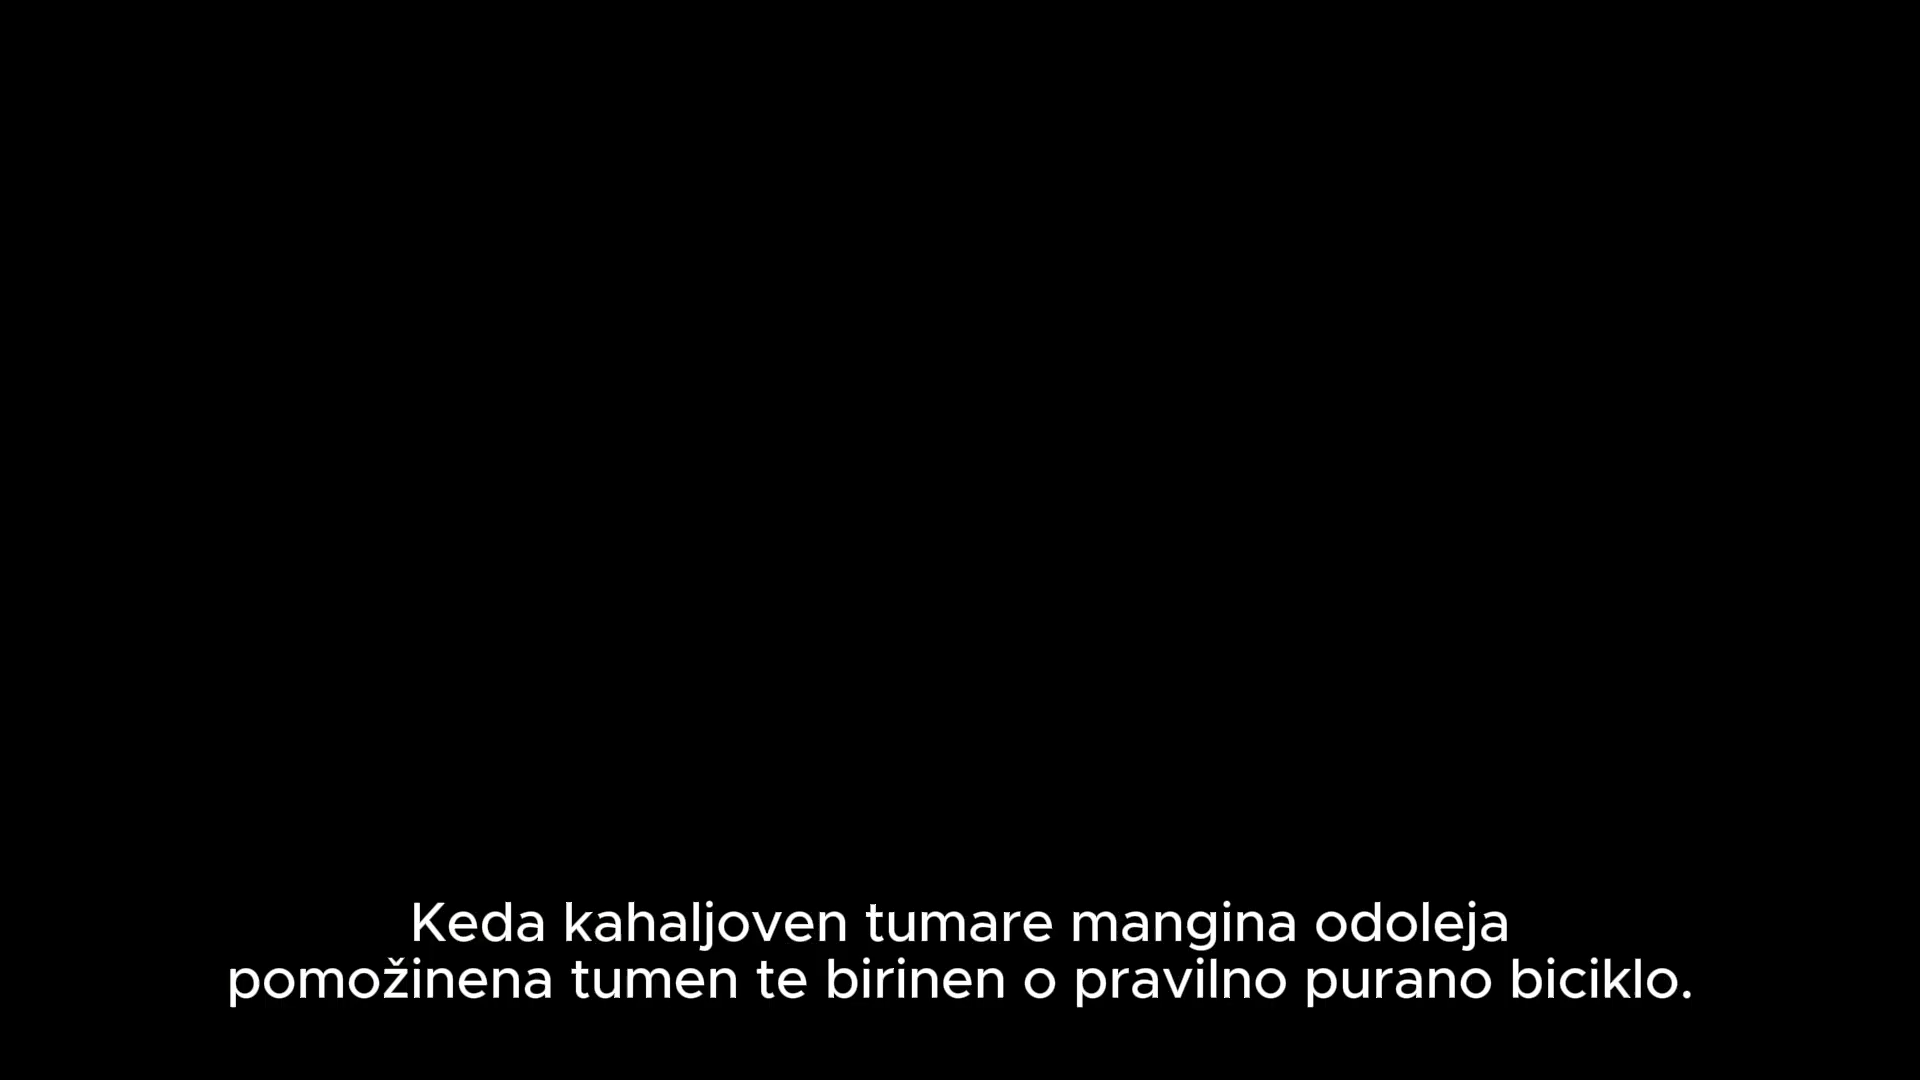 Keda kahaljoven tumare mangina odoleja
pomožinena tumen te birinen o pravilno purano biciklo.